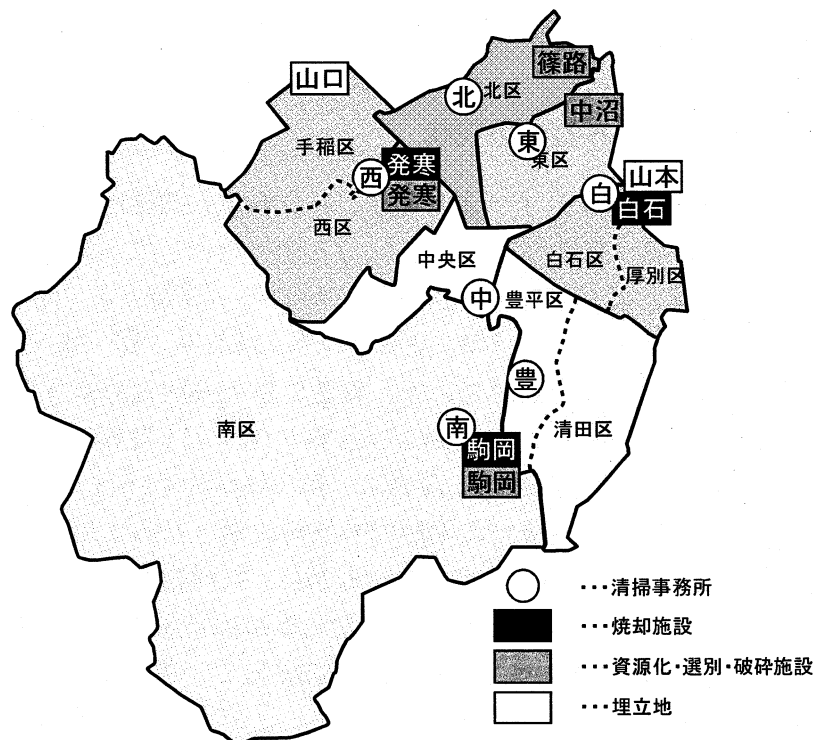 篠路
山口
北
北区
中沼
東
東区
手稲区
発寒
西
発寒
山本
白
白石
西区
中央区
白石区
厚別区
中
豊平区
豊
南
南区
清田区
駒岡
駒岡
･･･清掃事務所
･･･焼却施設
･･･資源化・選別・破砕施設
･･･埋立地